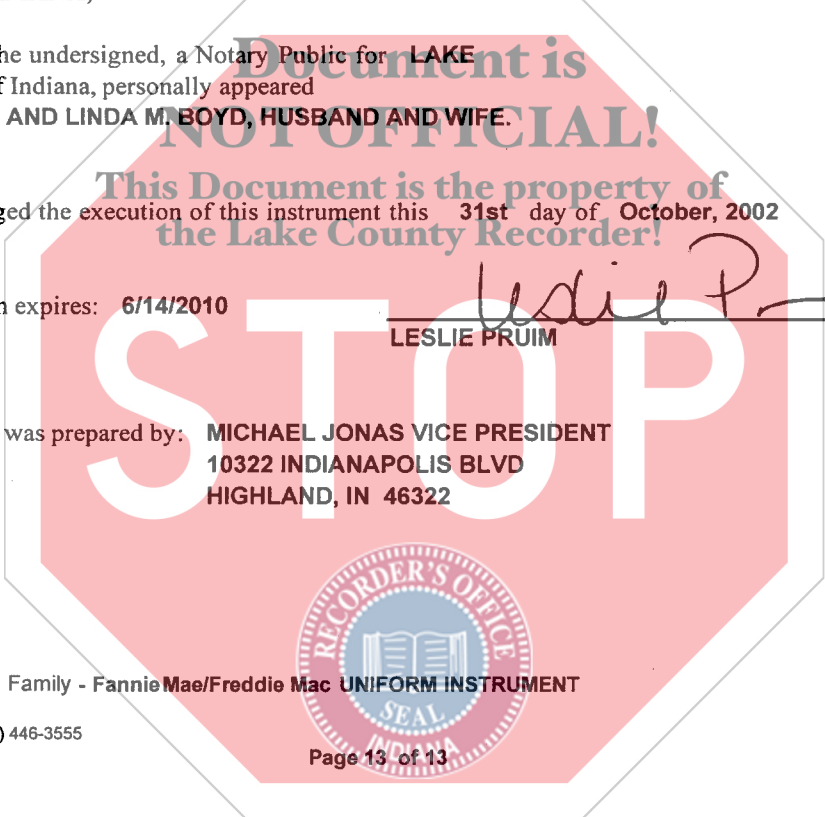 he undersigned, a Notary Public for LAKE
Document is
f Indiana, personally appeared
AND LINDA M. BOYD, HUSBAND AND WIFE.
NOT OFFICIAL!
This Document is the property of
ged the execution of this instrument this 31st day of October, 2002
the Lake County Recorder!
n expires: 6/14/2010
Leslie P
LESLIE PRUIM
STOP
was prepared by: MICHAEL JONAS VICE PRESIDENT
10322 INDIANAPOLIS BLVD
HIGHLAND, IN 46322
RECORDER'S OFFICE
SEAL
INDIANA
Family - Fannie Mae/Freddie Mac UNIFORM INSTRUMENT
) 446-3555
Page 13 of 13